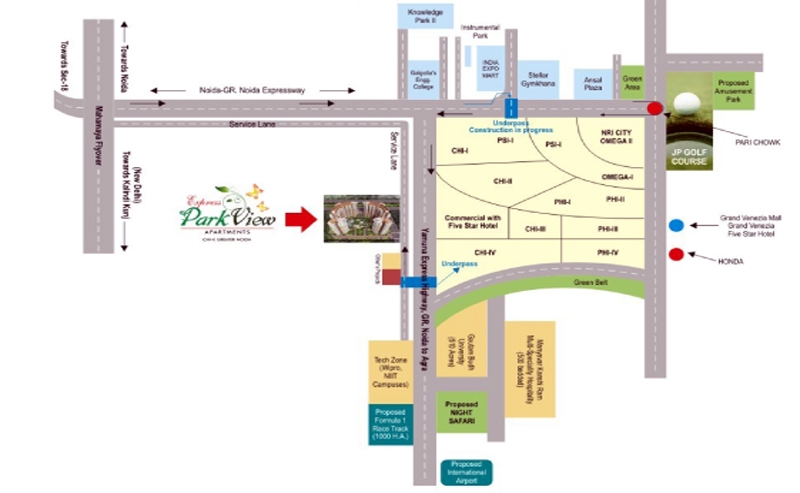 Knowledge
Park II
Instrumental
Park
Galgotia's
Engg.
College
INDIA
EXPO
MART
Stellar
Gymkhana
Ansal
Plaza
Green
Area
Proposed
Amusement
Park
Towards Sec-18
Towards Noida
Noida-GR, Noida Expressway
Mahamaya Flyover
Service Lane
Service Lane
Underpass
Construction in progress
PARI CHOWK
JP GOLF
COURSE
NRI CITY
OMEGA II
CHI-I
PSI-I
PSI-I
CHI-II
OMEGA-I
PHI-I
PHI-II
Commercial with
Five Star Hotel
CHI-III
PHI-III
CHI-IV
PHI-IV
Towards Kalindi Kunj
(New Delhi)
Express
ParkView
APARTMENTS
CHI-V, GREATER NOIDA
Grand Venezia Mall
Grand Venezia
Five Star Hotel
HONDA
Underpass
Green Belt
Yamuna Express Highway, GR, Noida to Agra
Gautam Budh
University
(510 Acres)
Manyavar Kanshi Ram
Multi-Speciality Hospitality
(500 bedded)
Tech Zone
(Wipro,
NIIT
Campuses)
Proposed
Formula 1
Race Track
(1000 H.A.)
Proposed
NIGHT
SAFARI
Proposed
International
Airport